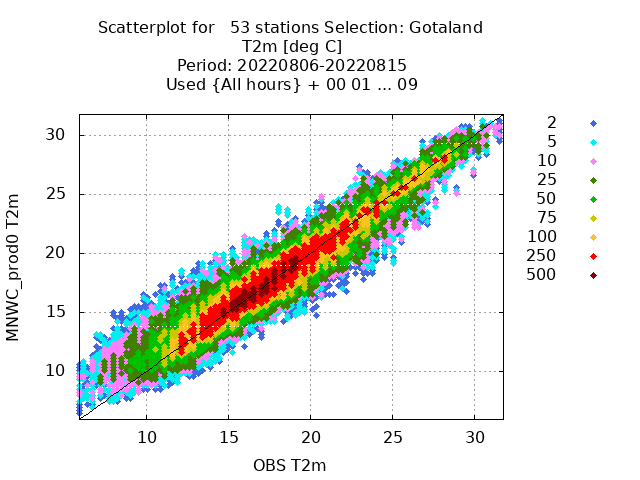 Scatterplot for   53 stations Selection: Gotaland
T2m [deg C]
Period: 20220806-20220815
Used {All hours} + 00 01 ... 09
MNWC_prod0 T2m
30
25
20
15
10
10 15 20 25 30
OBS T2m
2
5
10
25
50
75
100
250
500